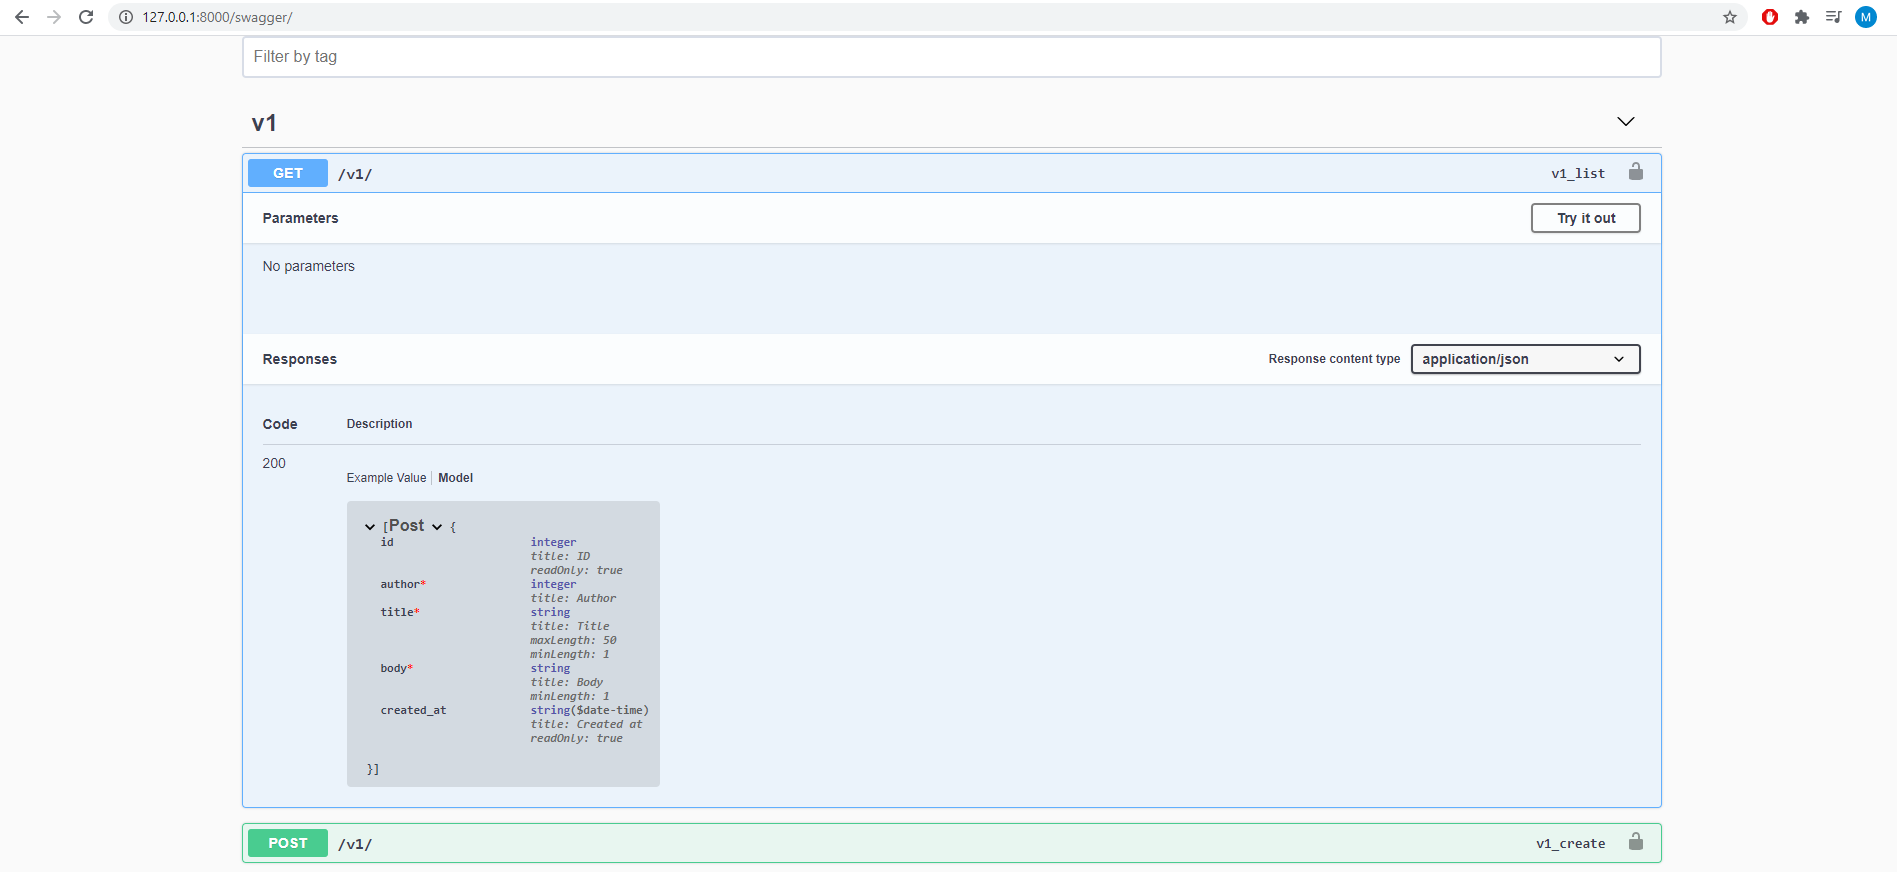 127.0.0.1:8000/swagger/
M
Filter by tag
v1
GET /v1/ v1_list
Parameters Try it out
No parameters
Responses Response content type application/json
Code Description
200
Example Value Model
[Post {
id integer
title: ID
readOnly: true
author* integer
title: Author
title* string
title: Title
maxLength: 50
minLength: 1
body* string
title: Body
minLength: 1
created_at string($date-time)
title: Created at
readOnly: true
}]
POST /v1/ v1_create